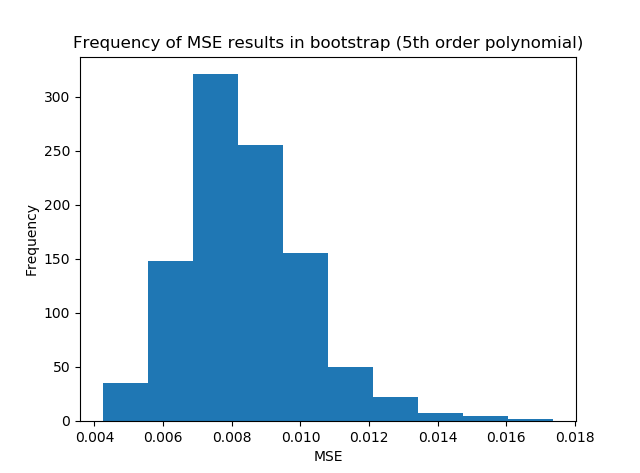 Frequency of MSE results in bootstrap (5th order polynomial)
300
250
200
150
100
50
0
Frequency
0.004 0.006 0.008 0.010 0.012 0.014 0.016 0.018
MSE